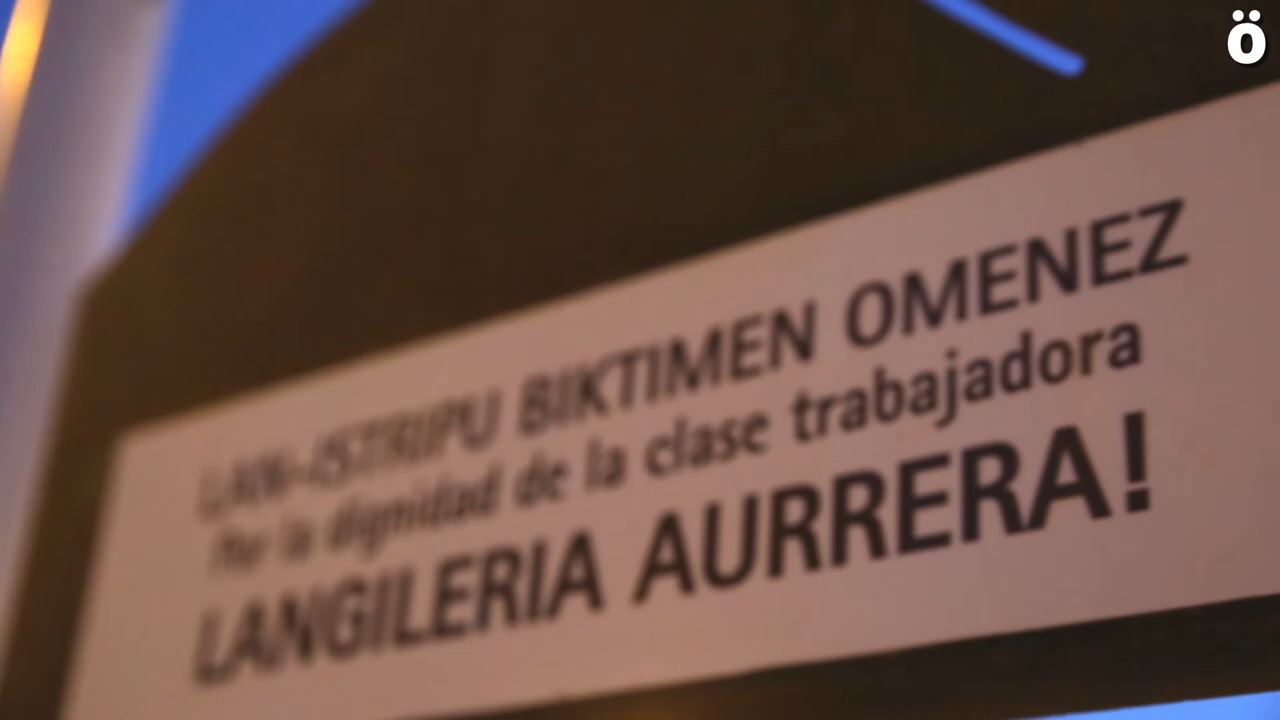 ö
LAN-ISTRIPU BIKTIMEN OMENEZ
Por la dignidad de la clase trabajadora
LANGILERIA AURRERA!